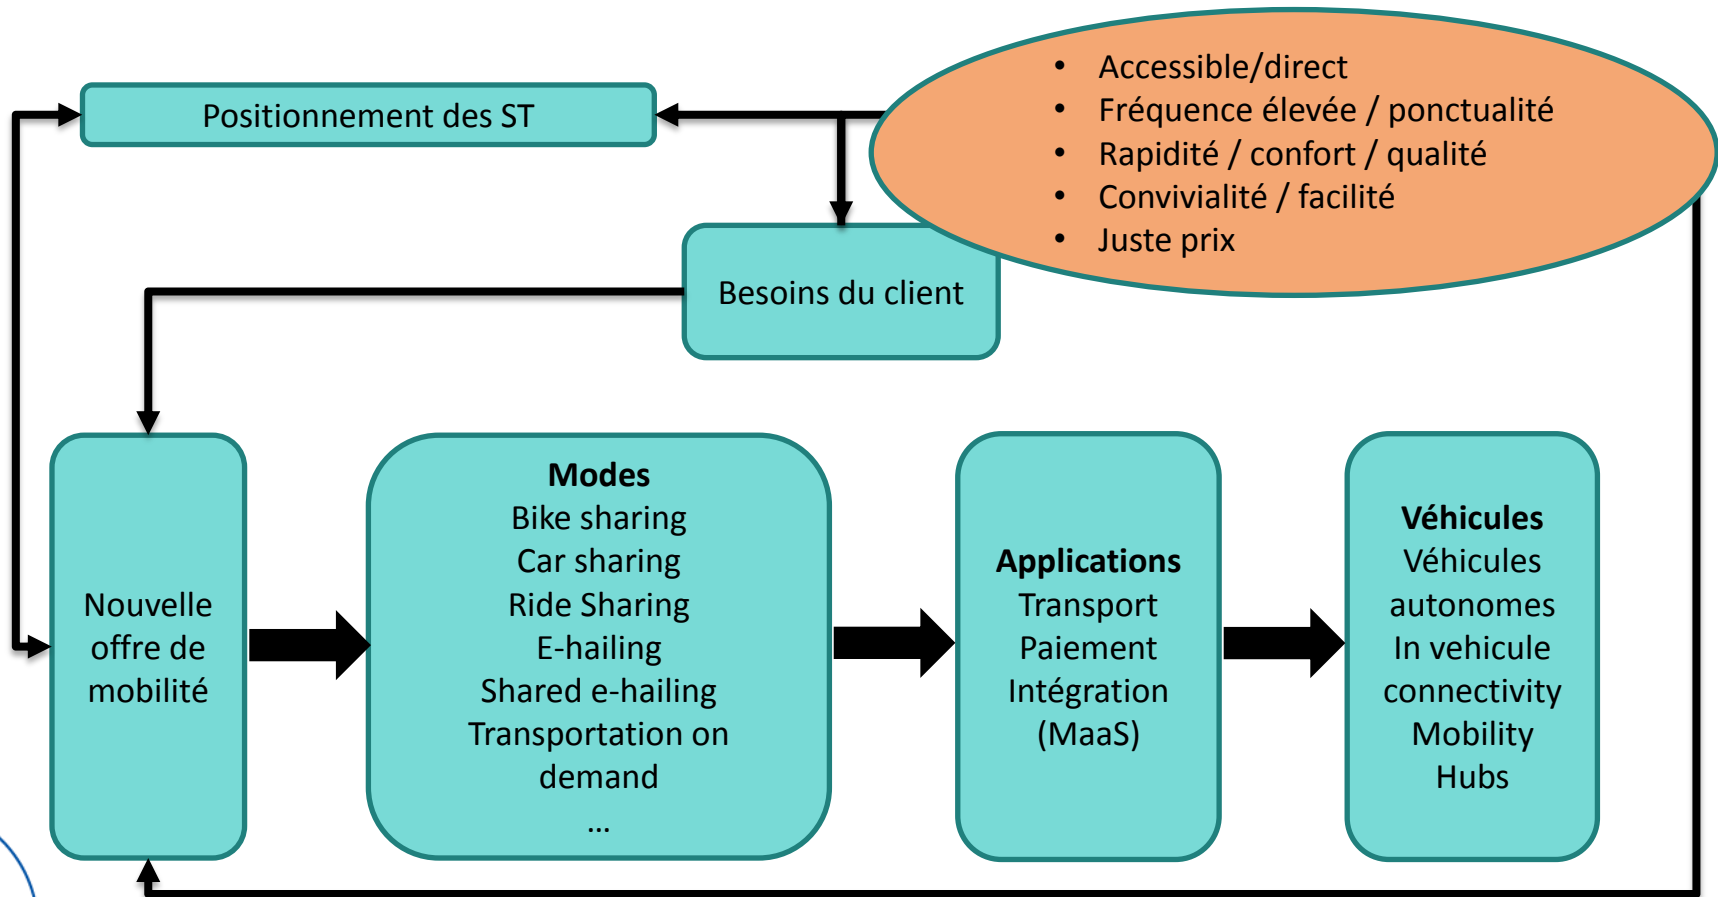 • Accessible/direct
• Fréquence élevée / ponctualité
• Rapidité / confort / qualité
• Convivialité / facilité
• Juste prix
Positionnement des ST
Besoins du client
Nouvelle
offre de
mobilité
Modes
Bike sharing
Car sharing
Ride Sharing
E-hailing
Shared e-hailing
Transportation on
demand
...
Applications
Transport
Paiement
Intégration
(MaaS)
Véhicules
Véhicules
autonomes
In vehicule
connectivity
Mobility
Hubs